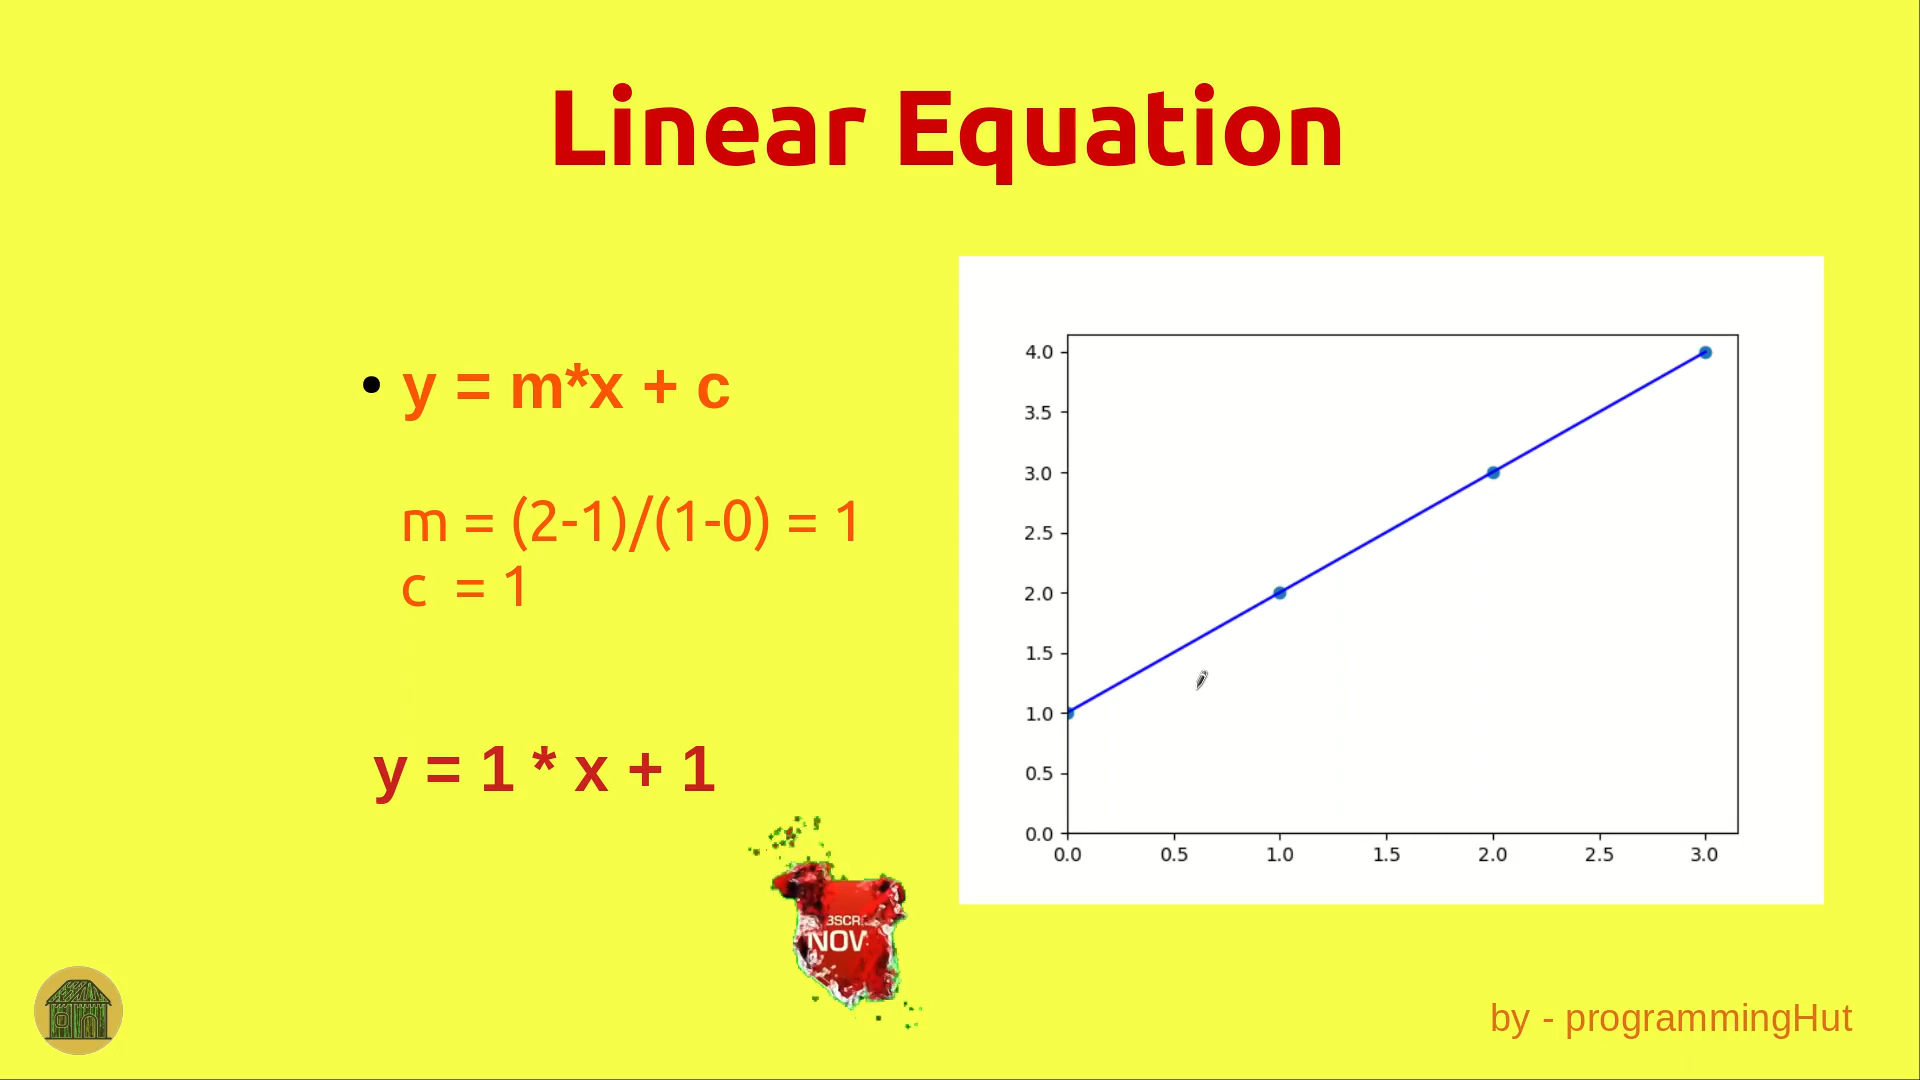 Linear Equation
• y = m*x + c
m = (2-1)/(1-0) = 1
c = 1
y = 1 * x + 1
4.0
3.5
3.0
2.5
2.0
1.5
1.0
0.5
0.0
0.0 0.5 1.0 1.5 2.0 2.5 3.0
NOW
by - programmingHut